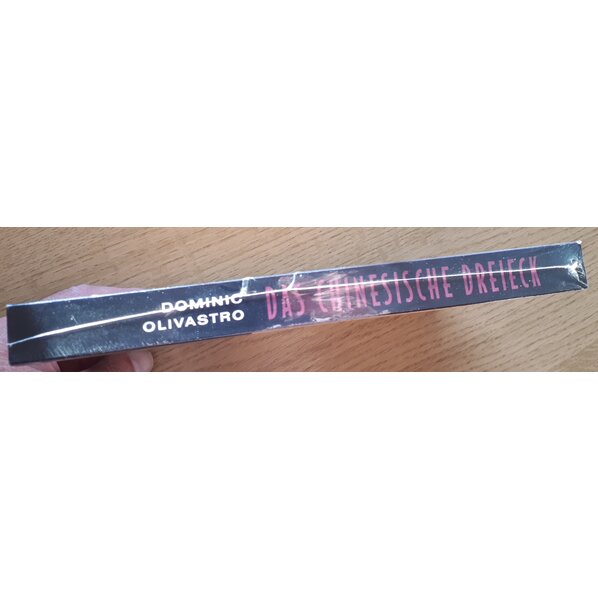 DOMINIC
OLIVASTRO
DAS CHINESISCHE DREIECK